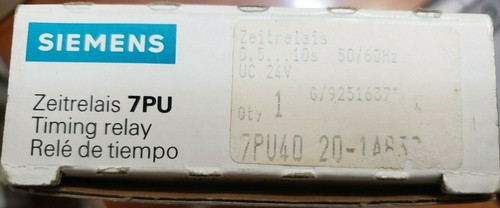 SIEMENS
Zeitrelais 7PU
Timing relay
Relé de tiempo
Zeitrelais
0,5...10s 50/60Hz
UC 24V
Qty 1 G/9251637
7PU40 20-1A